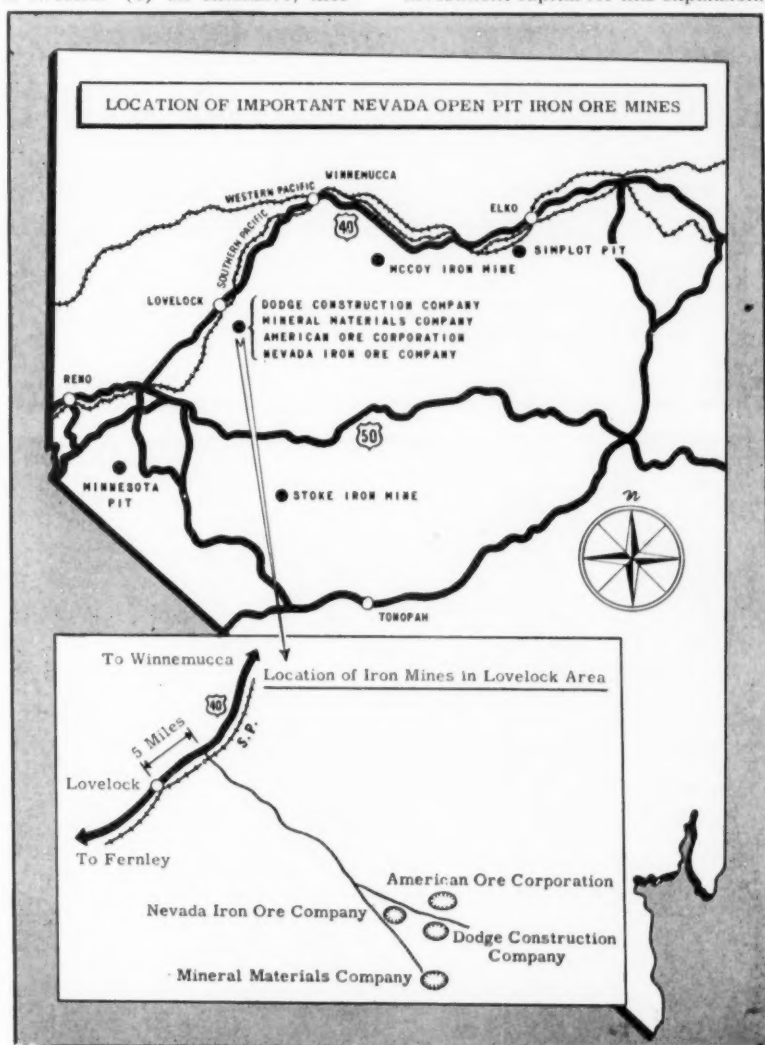 LOCATION OF IMPORTANT NEVADA OPEN PIT IRON ORE MINES
WINNEMUCCA
WESTERN PACIFIC
SOUTHERN PACIFIC
40
ELKO
SIMPLOT PIT
MCCOY IRON MINE
LOVELOCK
DODGE CONSTRUCTION COMPANY
MINERAL MATERIALS COMPANY
AMERICAN ORE CORPORATION
NEVADA IRON ORE COMPANY
RENO
50
MINNESOTA
PIT
STOKE IRON MINE
n
TONOPAH
To Winnemucca
Location of Iron Mines in Lovelock Area
40
S.P.
5 Miles
Lovelock
To Fernley
American Ore Corporation
Nevada Iron Ore Company
Dodge Construction
Company
Mineral Materials Company